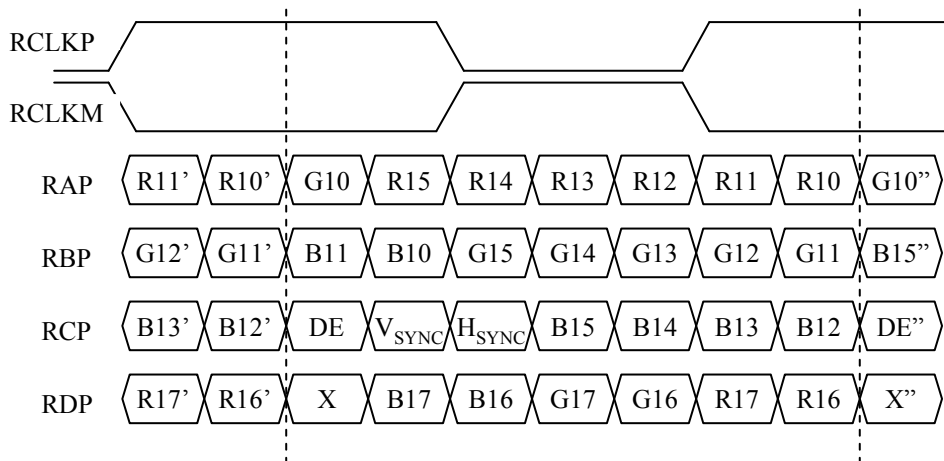 RCLKP
RCLKM
RAP R11’ R10’ G10 R15 R14 R13 R12 R11 R10 G10”
RBP G12’ G11’ B11 B10 G15 G14 G13 G12 G11 B15”
RCP B13’ B12’ DE VSYNC HSYNC B15 B14 B13 B12 DE”
RDP R17’ R16’ X B17 B16 G17 G16 R17 R16 X”